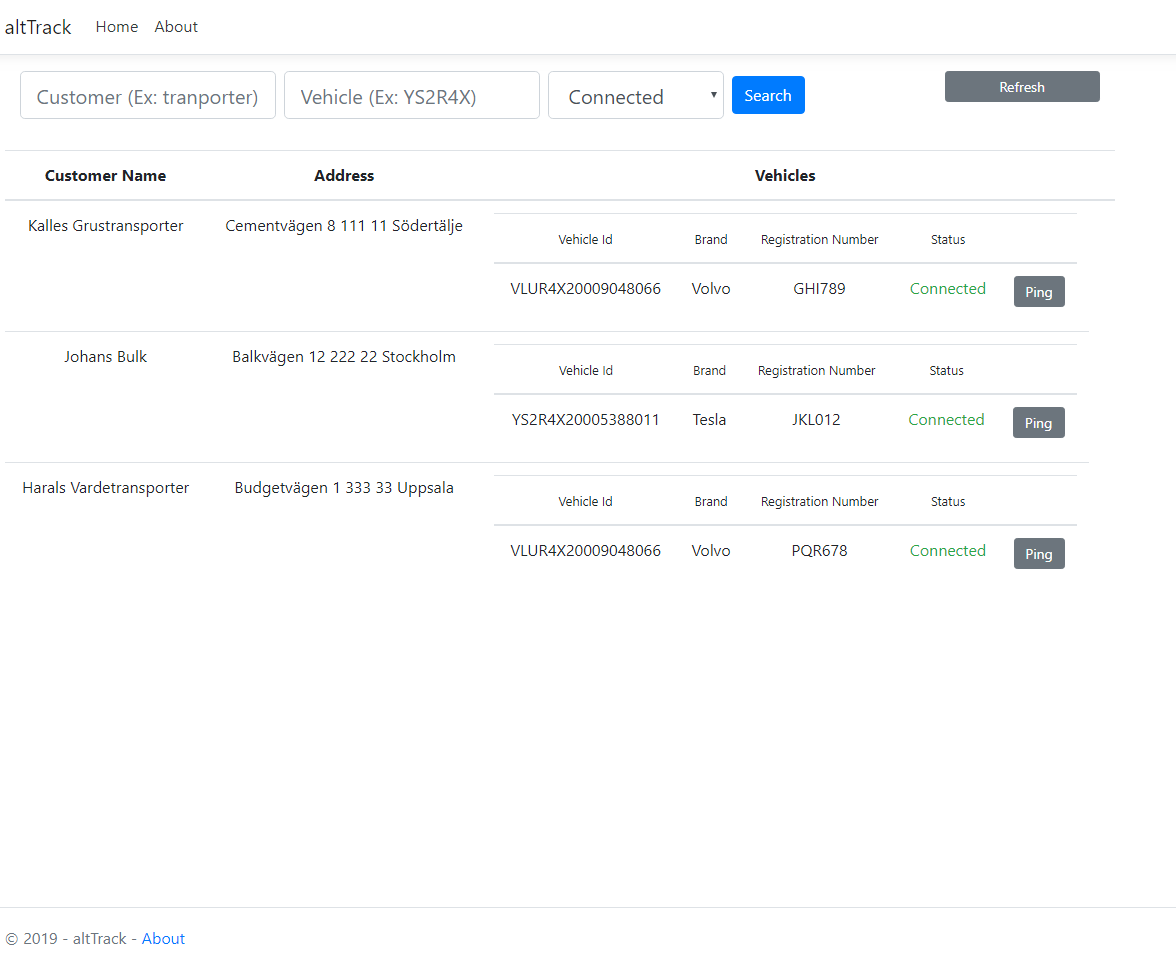 altTrack Home About
Customer (Ex: tranporter) Vehicle (Ex: YS2R4X) Connected Search Refresh
Customer Name Address Vehicles
Kalles Grustransporter Cementvägen 8 111 11 Södertälje
Vehicle Id Brand Registration Number Status
VLUR4X20009048066 Volvo GHI789 Connected Ping
Johans Bulk Balkvägen 12 222 22 Stockholm
Vehicle Id Brand Registration Number Status
YS2R4X20005388011 Tesla JKL012 Connected Ping
Harals Vardetransporter Budgetvägen 1 333 33 Uppsala
Vehicle Id Brand Registration Number Status
VLUR4X20009048066 Volvo PQR678 Connected Ping
© 2019 - altTrack - About